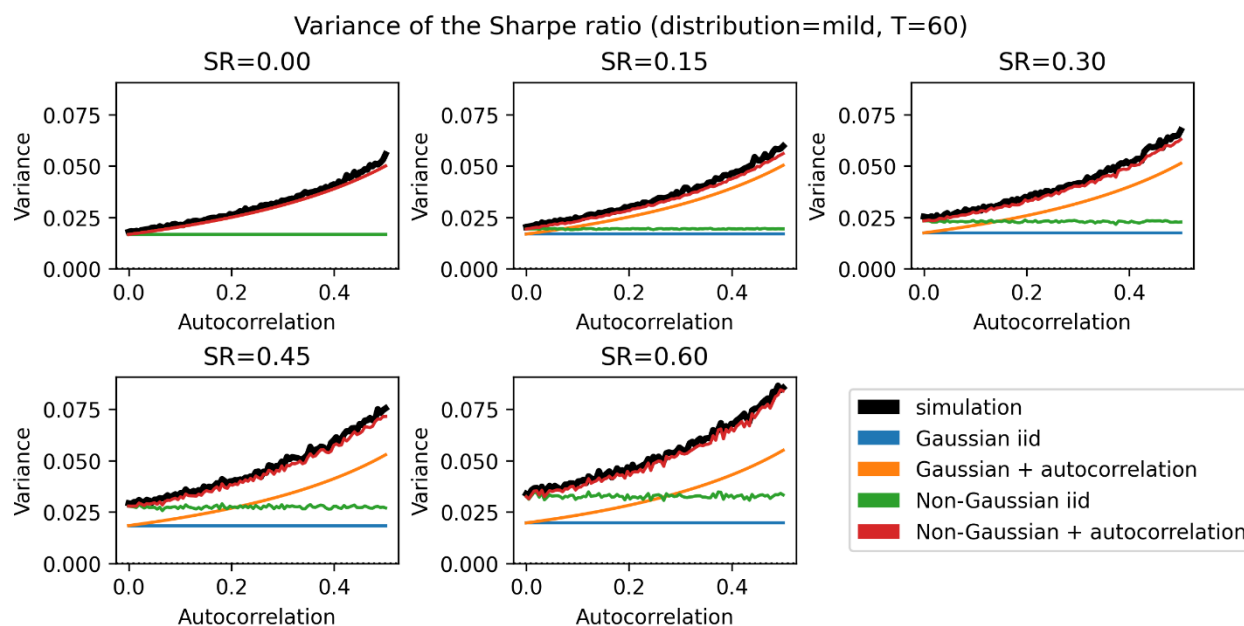 Variance of the Sharpe ratio (distribution=mild, T=60)
SR=0.00
0.075
0.050
0.025
0.000
Variance
0.0
0.2
0.4
Autocorrelation
SR=0.15
0.075
0.050
0.025
0.000
Variance
0.0
0.2
0.4
Autocorrelation
SR=0.30
0.075
0.050
0.025
0.000
Variance
0.0
0.2
0.4
Autocorrelation
SR=0.45
0.075
0.050
0.025
0.000
Variance
0.0
0.2
0.4
Autocorrelation
SR=0.60
0.075
0.050
0.025
0.000
Variance
0.0
0.2
0.4
Autocorrelation
simulation
Gaussian iid
Gaussian + autocorrelation
Non-Gaussian iid
Non-Gaussian + autocorrelation